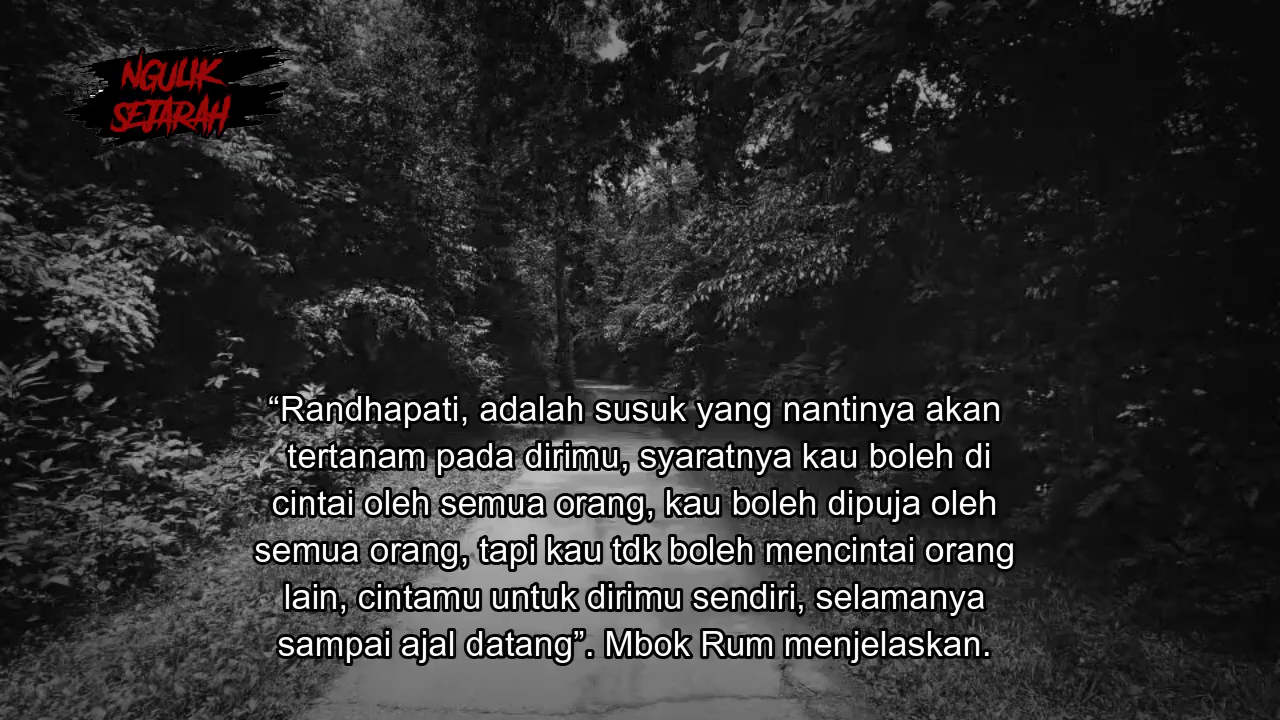 NGULIK
SEJARAH
“Randhapati, adalah susuk yang nantinya akan
tertanam pada dirimu, syaratnya kau boleh di
cintai oleh semua orang, kau boleh dipuja oleh
semua orang, tapi kau tdk boleh mencintai orang
lain, cintamu untuk dirimu sendiri, selamanya
sampai ajal datang”. Mbok Rum menjelaskan.